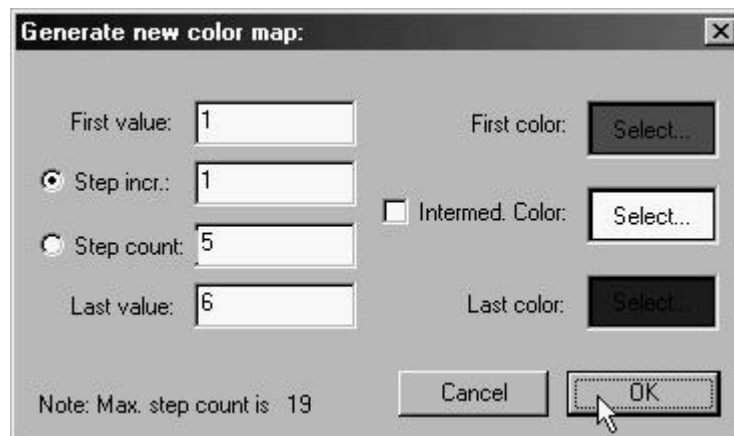 Generate new color map:
First value: 1
First color: Select...
Step incr.: 1
Intermed. Color: Select...
Step count: 5
Last value: 6
Last color: Select...
Note: Max. step count is 19
Cancel
OK